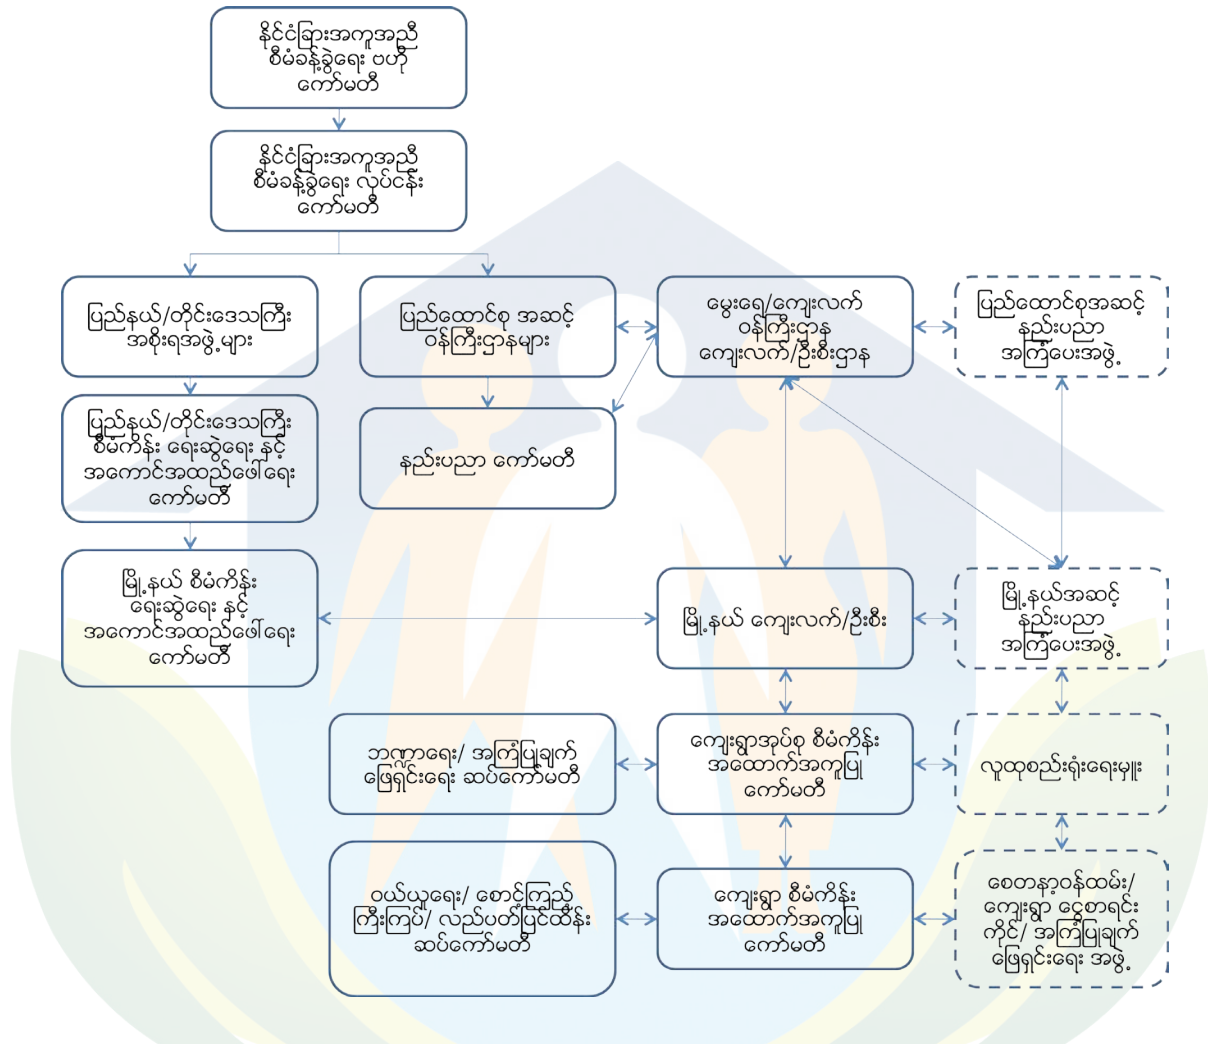 နိုင်ငံခြားအကူအညီ
စီမံခန့်ခွဲရေး ဗဟို
ကော်မတီ
နိုင်ငံခြားအကူအညီ
စီမံခန့်ခွဲရေး လုပ်ငန်း
ကော်မတီ
ပြည်နယ်/တိုင်းဒေသကြီး
အစိုးရအဖွဲ့များ
ပြည်ထောင်စု အဆင့်
ဝန်ကြီးဌာနများ
မွေးရေ/ကျေးလက်
ဝန်ကြီးဌာန
ကျေးလက်/ဦးစီးဌာန
ပြည်ထောင်စုအဆင့်
နည်းပညာ
အကြံပေးအဖွဲ့
ပြည်နယ်/တိုင်းဒေသကြီး
စီမံကိန်း ရေးဆွဲရေး နှင့်
အကောင်အထည်ဖေါ်ရေး
ကော်မတီ
နည်းပညာ ကော်မတီ
မြို့နယ် စီမံကိန်း
ရေးဆွဲရေး နှင့်
အကောင်အထည်ဖေါ်ရေး
ကော်မတီ
မြို့နယ် ကျေးလက်/ဦးစီး
မြို့နယ်အဆင့်
နည်းပညာ
အကြံပေးအဖွဲ့
ဘဏ္ဍာရေး/ အကြံပြုချက်
ဖြေရှင်းရေး ဆပ်ကော်မတီ
ကျေးရွာအုပ်စု စီမံကိန်း
အထောက်အကူပြု
ကော်မတီ
လူထုစည်းရုံးရေးမှူး
ဝယ်ယူရေး/ စောင့်ကြည့်
ကြီးကြပ်/ လည်ပတ်ပြင်ထိန်း
ဆပ်ကော်မတီ
ကျေးရွာ စီမံကိန်း
အထောက်အကူပြု
ကော်မတီ
စေတနာ့ဝန်ထမ်း/
ကျေးရွာ ငွေစာရင်း
ကိုင်/ အကြံပြုချက်
ဖြေရှင်းရေး အဖွဲ့